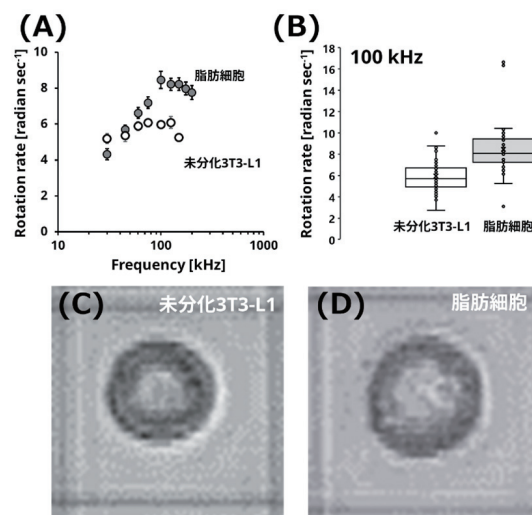 (A)
Rotation rate [radian sec-1]
10
8
6
4
2
0
脂肪細胞
未分化3T3-L1
10
100
1000
Frequency [kHz]
(B)
100 kHz
Rotation rate [radian sec-1]
18
16
14
12
10
8
6
4
2
0
未分化3T3-L1
脂肪細胞
(C)
未分化3T3-L1
(D)
脂肪細胞